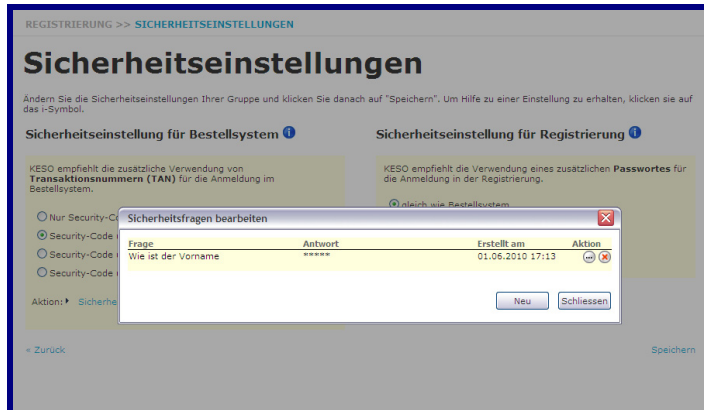 REGISTRIERUNG >> SICHERHEITSEINSTELLUNGEN
Sicherheitseinstellungen
Ändern Sie die Sicherheitseinstellungen Ihrer Gruppe und klicken Sie danach auf "Speichern". Um Hilfe zu einer Einstellung zu erhalten, klicken sie auf
das i-Symbol.
Sicherheitseinstellung für Bestellsystem
KESO empfiehlt die zusätzliche Verwendung von
Transaktionsnummern (TAN) für die Anmeldung im
Bestellsystem.
Nur Security-Co
Security-Code
Security-Code
Security-Code
Aktion: Sicherhe
Sicherheitseinstellung für Registrierung
KESO empfiehlt die Verwendung eines zusätzlichen Passwortes für
die Anmeldung in der Registrierung.
gleich wie Bestellsystem
Sicherheitsfragen bearbeiten
Frage Antwort Erstellt am Aktion
Wie ist der Vorname ***** 01.06.2010 17:13
Neu Schliessen
« Zurück Speichern